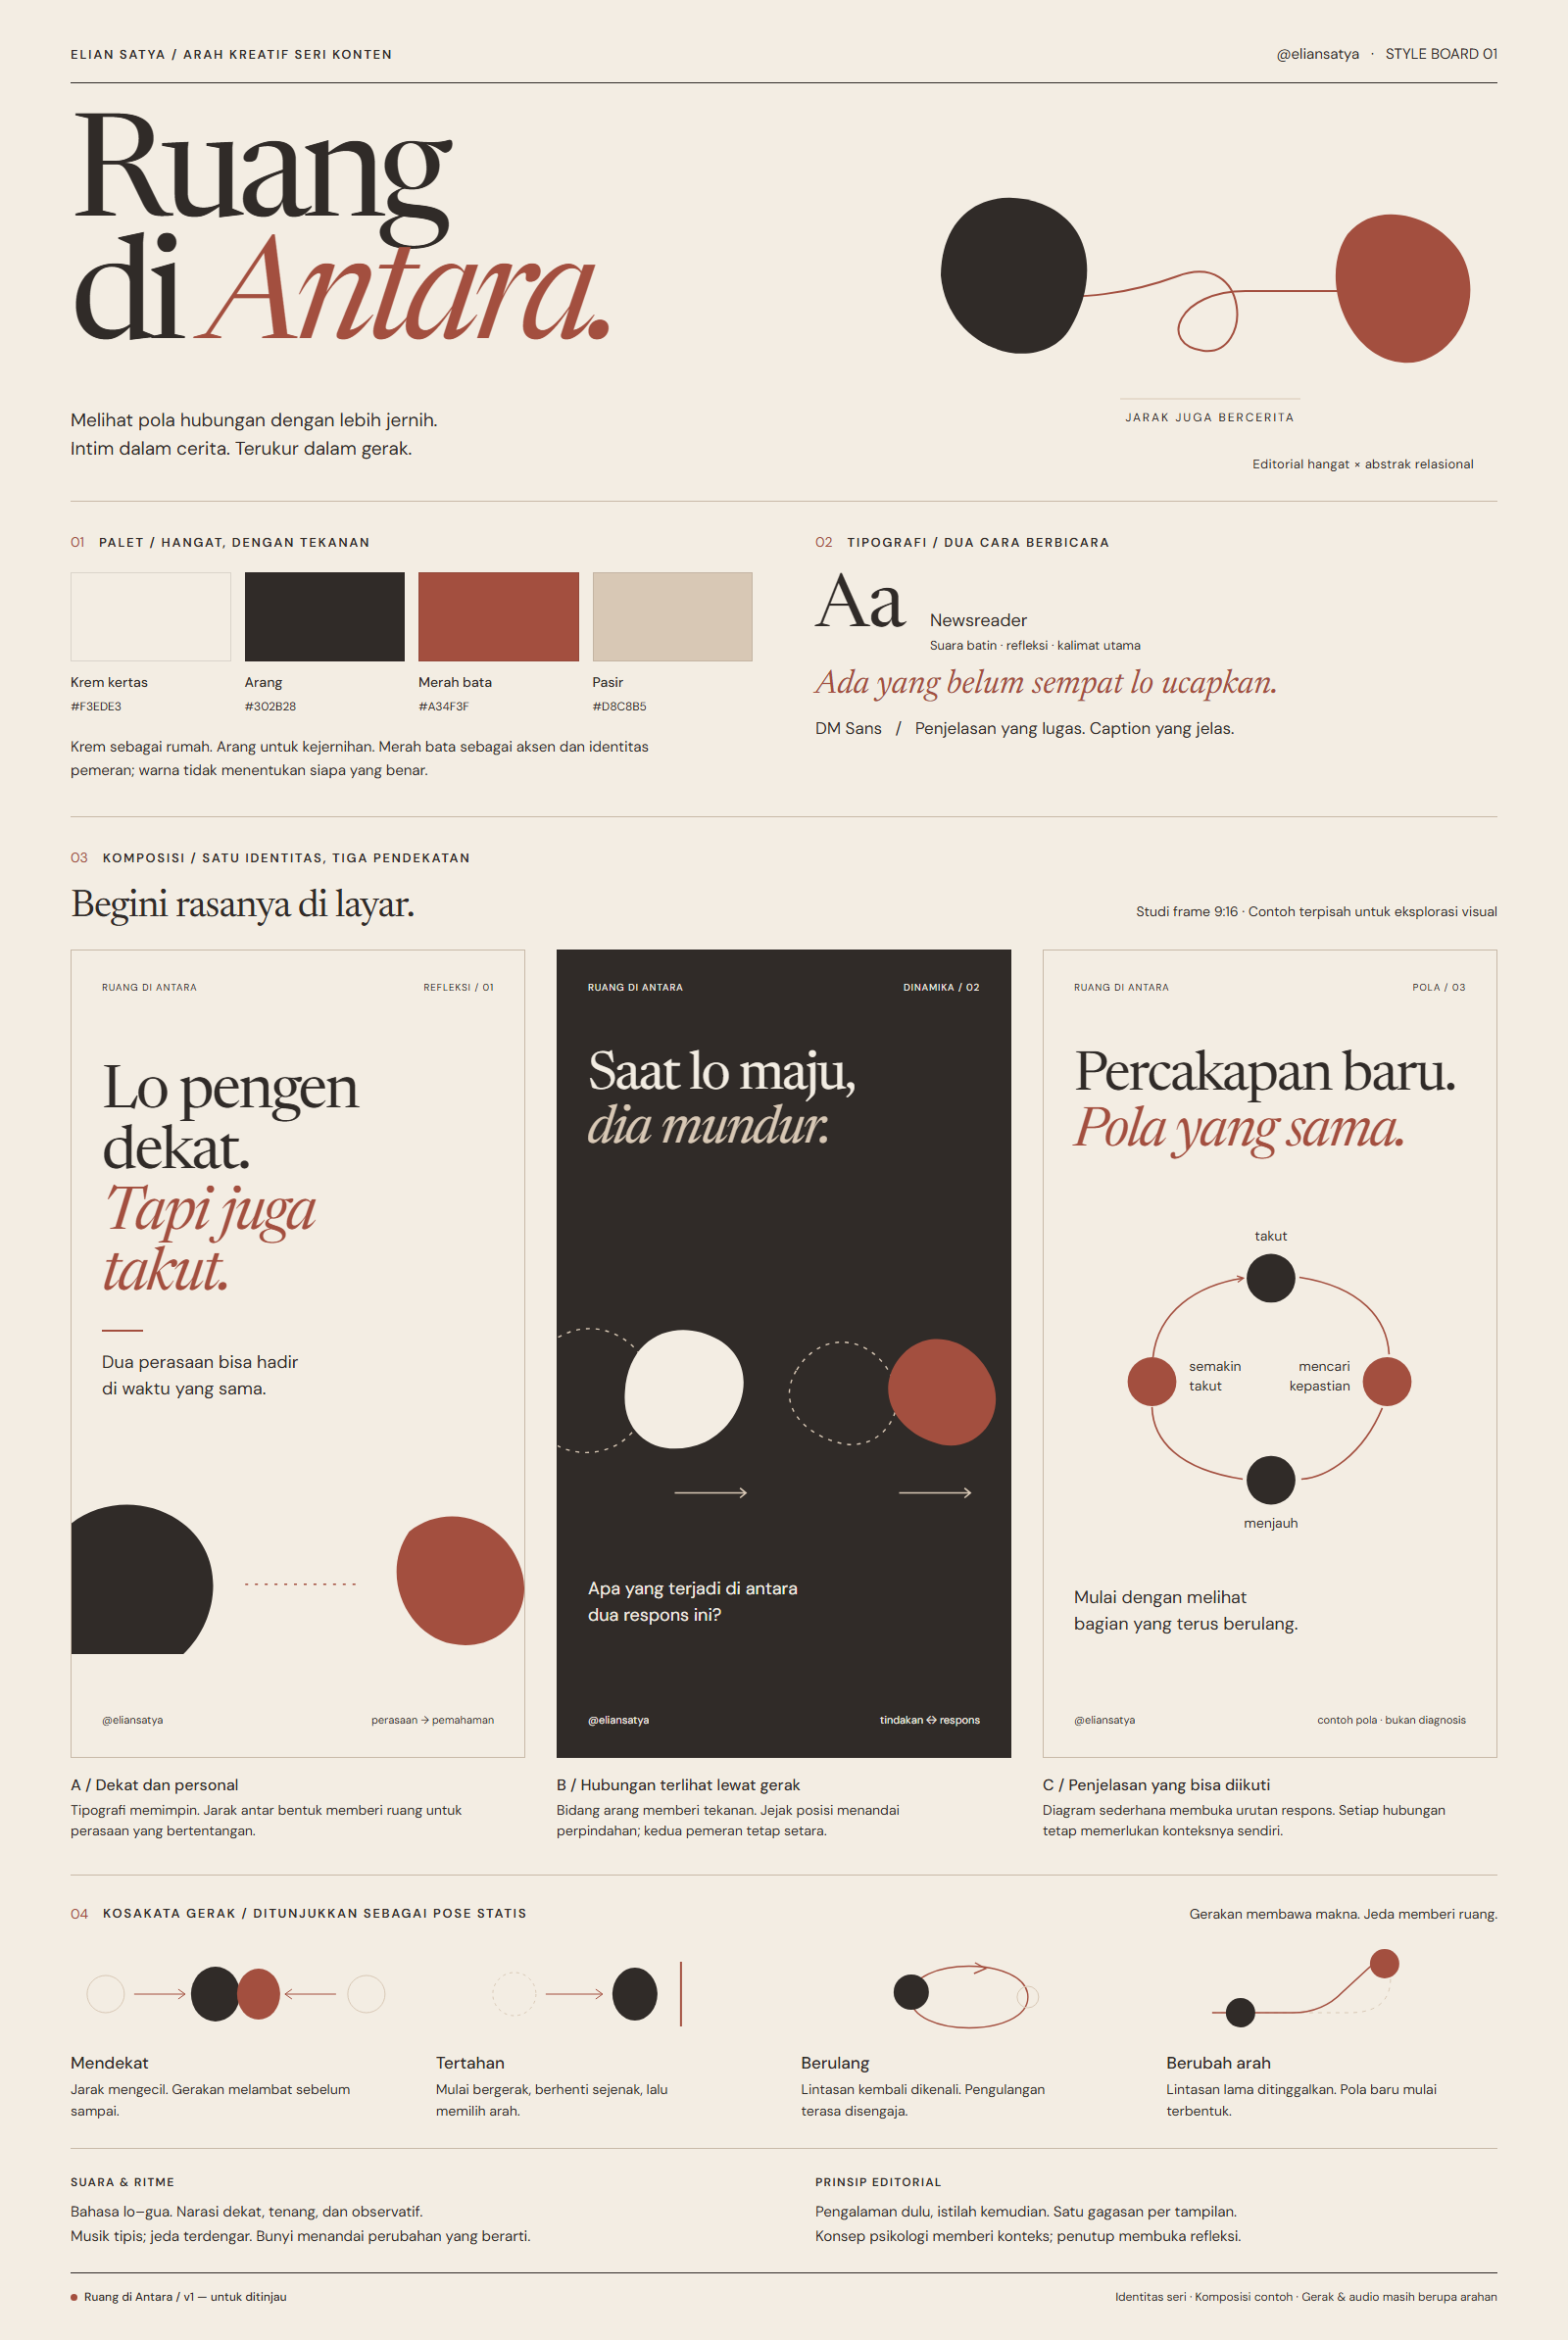 ELIAN SATYA / ARAH KREATIF SERI KONTEN
@eliansatya · STYLE BOARD 01
Ruang
di Antara.
Melihat pola hubungan dengan lebih jernih.
Intim dalam cerita. Terukur dalam gerak.
JARAK JUGA BERCERITA
Editorial hangat × abstrak relasional
01 PALET / HANGAT, DENGAN TEKANAN
Krem kertas
#F3EDE3
Arang
#302B28
Merah bata
#A34F3F
Pasir
#D8C8B5
Krem sebagai rumah. Arang untuk kejernihan. Merah bata sebagai aksen dan identitas
pemeran; warna tidak menentukan siapa yang benar.
02 TIPOGRAFI / DUA CARA BERBICARA
Aa
Newsreader
Suara batin · refleksi · kalimat utama
Ada yang belum sempat lo ucapkan.
DM Sans / Penjelasan yang lugas. Caption yang jelas.
03 KOMPOSISI / SATU IDENTITAS, TIGA PENDEKATAN
Begini rasanya di layar.
Studi frame 9:16 · Contoh terpisah untuk eksplorasi visual
RUANG DI ANTARA
REFLEKSI / 01
Lo pengen
dekat.
Tapi juga
takut.
Dua perasaan bisa hadir
di waktu yang sama.
@eliansatya
perasaan → pemahaman
RUANG DI ANTARA
DINAMIKA / 02
Saat lo maju,
dia mundur.
Apa yang terjadi di antara
dua respons ini?
@eliansatya
tindakan ↔ respons
RUANG DI ANTARA
POLA / 03
Percakapan baru.
Pola yang sama.
takut
semakin
takut
mencari
kepastian
menjauh
Mulai dengan melihat
bagian yang terus berulang.
@eliansatya
contoh pola · bukan diagnosis
A / Dekat dan personal
Tipografi memimpin. Jarak antar bentuk memberi ruang untuk
perasaan yang bertentangan.
B / Hubungan terlihat lewat gerak
Bidang arang memberi tekanan. Jejak posisi menandai
perpindahan; kedua pemeran tetap setara.
C / Penjelasan yang bisa diikuti
Diagram sederhana membuka urutan respons. Setiap hubungan
tetap memerlukan konteksnya sendiri.
04 KOSAKATA GERAK / DITUNJUKKAN SEBAGAI POSE STATIS
Gerakan membawa makna. Jeda memberi ruang.
Mendekat
Jarak mengecil. Gerakan melambat sebelum
sampai.
Tertahan
Mulai bergerak, berhenti sejenak, lalu
memilih arah.
Berulang
Lintasan kembali dikenali. Pengulangan
terasa disengaja.
Berubah arah
Lintasan lama ditinggalkan. Pola baru mulai
terbentuk.
SUARA & RITME
Bahasa lo–gua. Narasi dekat, tenang, dan observatif.
Musik tipis; jeda terdengar. Bunyi menandai perubahan yang berarti.
PRINSIP EDITORIAL
Pengalaman dulu, istilah kemudian. Satu gagasan per tampilan.
Konsep psikologi memberi konteks; penutup membuka refleksi.
Ruang di Antara / v1 — untuk ditinjau
Identitas seri · Komposisi contoh · Gerak & audio masih berupa arahan